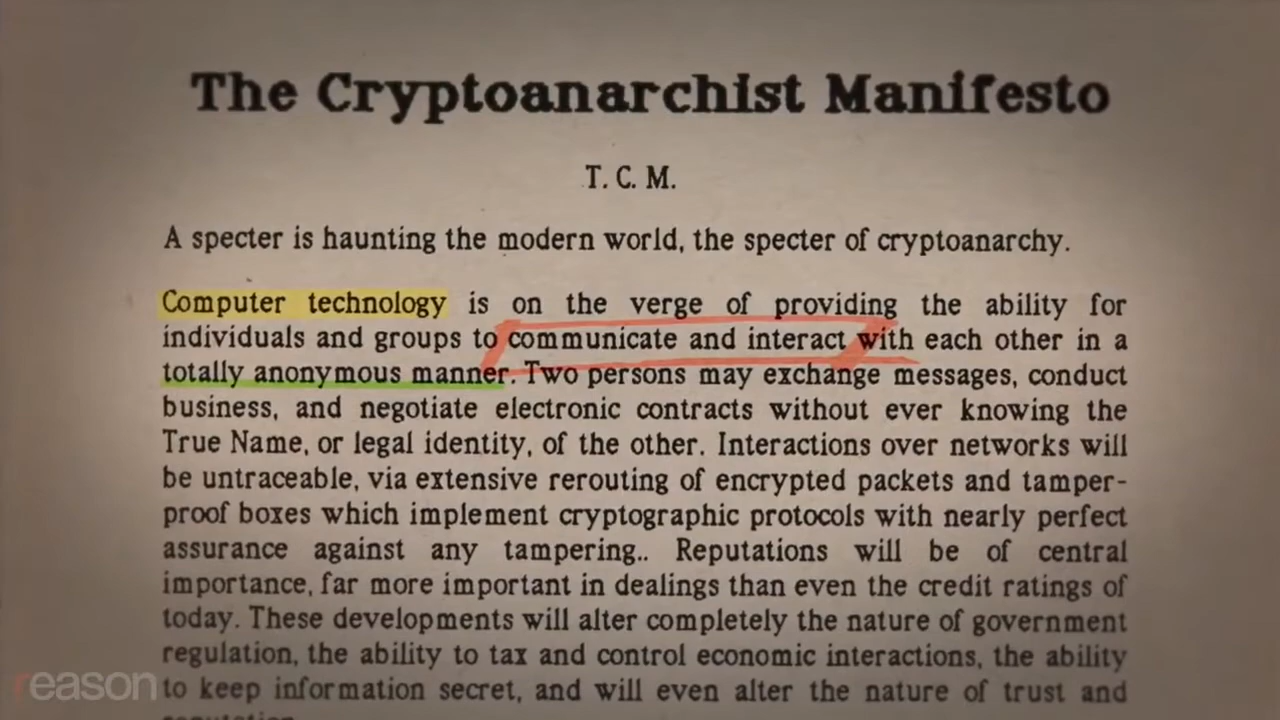 The Cryptoanarchist Manifesto
T. C. M.
A specter is haunting the modern world, the specter of cryptoanarchy.
Computer technology is on the verge of providing the ability for
individuals and groups to communicate and interact with each other in a
totally anonymous manner. Two persons may exchange messages, conduct
business, and negotiate electronic contracts without ever knowing the
True Name, or legal identity, of the other. Interactions over networks will
be untraceable, via extensive rerouting of encrypted packets and tamper-
proof boxes which implement cryptographic protocols with nearly perfect
assurance against any tampering.. Reputations will be of central
importance, far more important in dealings than even the credit ratings of
today. These developments will alter completely the nature of government
regulation, the ability to tax and control economic interactions, the ability
to keep information secret, and will even alter the nature of trust and
reason